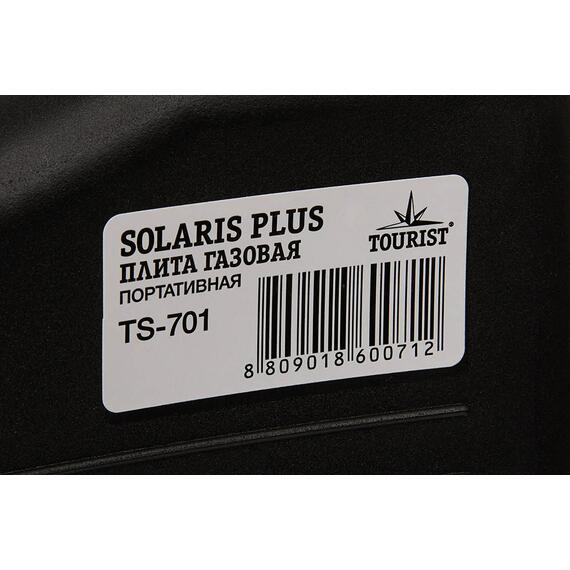 SOLARIS PLUS
ПЛИТА ГАЗОВАЯ
ПОРТАТИВНАЯ
TS-701
TOURIST®
8 809018 600712